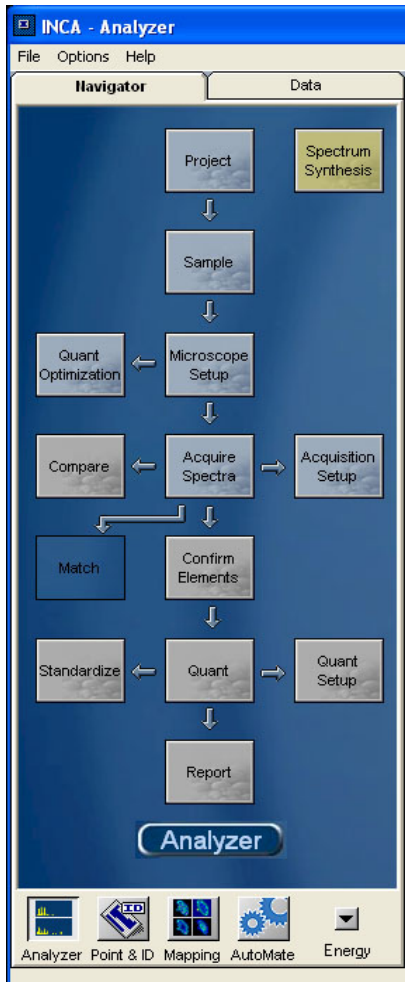 INCA - Analyzer
File Options Help
Navigator Data
Project
Spectrum
Synthesis
Sample
Quant
Optimization
Microscope
Setup
Compare
Acquire
Spectra
Acquisition
Setup
Match
Confirm
Elements
Standardize
Quant
Quant
Setup
Report
Analyzer
ID
Analyzer Point & ID Mapping AutoMate Energy